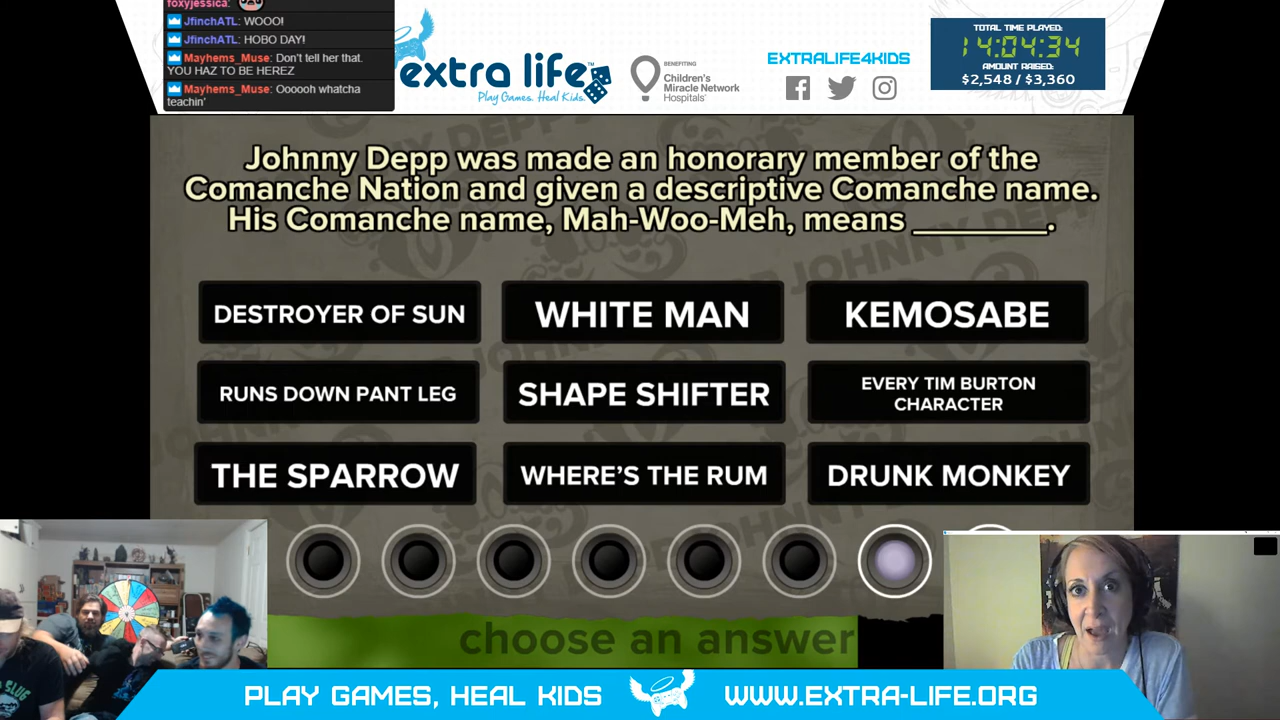 foxyjessica:
JfinchATL: WOOO!
JfinchATL: HOBO DAY!
Mayhems_Muse: Don't tell her that.
YOU HAZ TO BE HEREZ
Mayhems_Muse: Oooooh whatcha
teachin'
extra life
Play Games. Heal Kids.
BENEFITING
Children's
Miracle Network
Hospitals
EXTRALIFE4KIDS
TOTAL TIME PLAYED:
14:04:34
AMOUNT RAISED:
$2,548 / $3,360
Johnny Depp was made an honorary member of the
Comanche Nation and given a descriptive Comanche name.
His Comanche name, Mah-Woo-Meh, means _______.
DESTROYER OF SUN
WHITE MAN
KEMOSABE
RUNS DOWN PANT LEG
SHAPE SHIFTER
EVERY TIM BURTON
CHARACTER
THE SPARROW
WHERE'S THE RUM
DRUNK MONKEY
choose an answer
PLAY GAMES, HEAL KIDS
WWW.EXTRA-LIFE.ORG